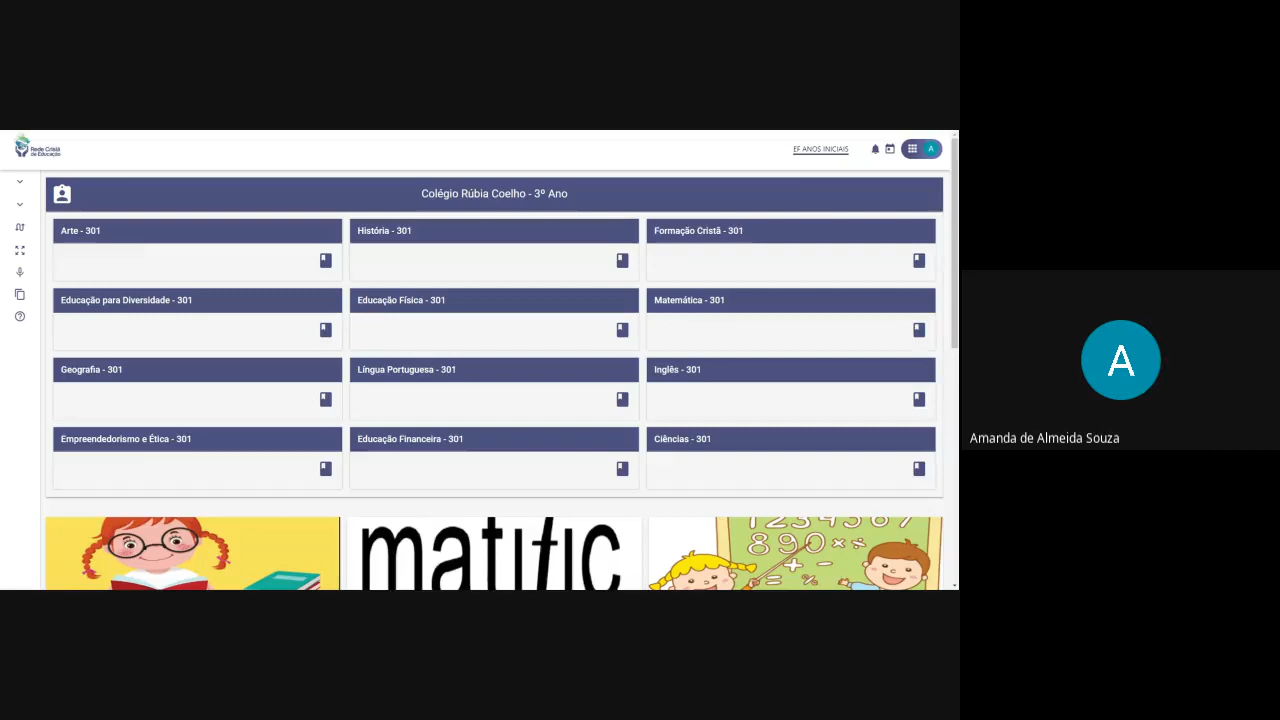 Rede Cristã
de Educação
EF ANOS INICIAIS
A
Colégio Rúbia Coelho - 3º Ano
Arte - 301
História - 301
Formação Cristã - 301
Educação para Diversidade - 301
Educação Física - 301
Matemática - 301
Geografia - 301
Língua Portuguesa - 301
Inglês - 301
Empreendedorismo e Ética - 301
Educação Financeira - 301
Ciências - 301
matific
1234567
890×÷
+ -
= %
A
Amanda de Almeida Souza